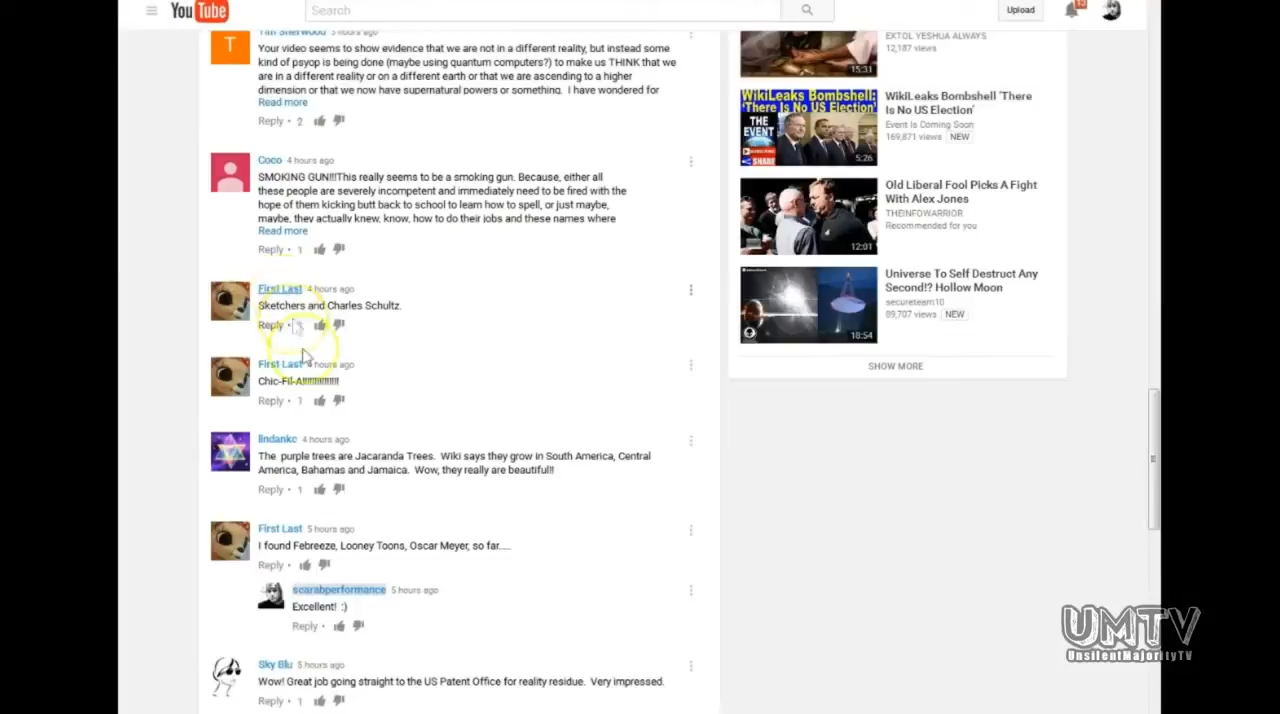 You Tube
Search
Upload
13
T
Tim Sherwood 3 hours ago
Your video seems to show evidence that we are not in a different reality, but instead some
kind of psyop is being done (maybe using quantum computers?) to make us THINK that we
are in a different reality or on a different earth or that we are ascending to a higher
dimension or that we now have supernatural powers or something. I have wondered for
Read more
Reply • 2
Coco 4 hours ago
SMOKING GUN!!!This really seems to be a smoking gun. Because, either all
these people are severely incompetent and immediately need to be fired with the
hope of them kicking butt back to school to learn how to spell, or just maybe,
maybe, they actually knew, know, how to do their jobs and these names where
Read more
Reply • 1
First Last 4 hours ago
Sketchers and Charles Schultz.
Reply •
First Last 4 hours ago
Chic-Fil-A!!!!!!!!!!!!!!!
Reply • 1
lindankc 4 hours ago
The purple trees are Jacaranda Trees. Wiki says they grow in South America, Central
America, Bahamas and Jamaica. Wow, they really are beautiful!!
Reply • 1
First Last 5 hours ago
I found Febreeze, Looney Toons, Oscar Meyer, so far.....
Reply •
scarabperformance 5 hours ago
Excellent! :)
Reply •
Sky Blu 5 hours ago
Wow! Great job going straight to the US Patent Office for reality residue. Very impressed.
Reply • 1
EXTOL YESHUA ALWAYS
12,187 views
15:31
WikiLeaks Bombshell:
'There Is No US Election'
THE
EVENT
SHARE
5:26
WikiLeaks Bombshell 'There
Is No US Election'
Event Is Coming Soon
169,871 views NEW
12:01
Old Liberal Fool Picks A Fight
With Alex Jones
THEINFOWARRIOR
Recommended for you
18:54
Universe To Self Destruct Any
Second!? Hollow Moon
secureteam10
89,707 views NEW
SHOW MORE
UMTV
UnsilentMajorityTV